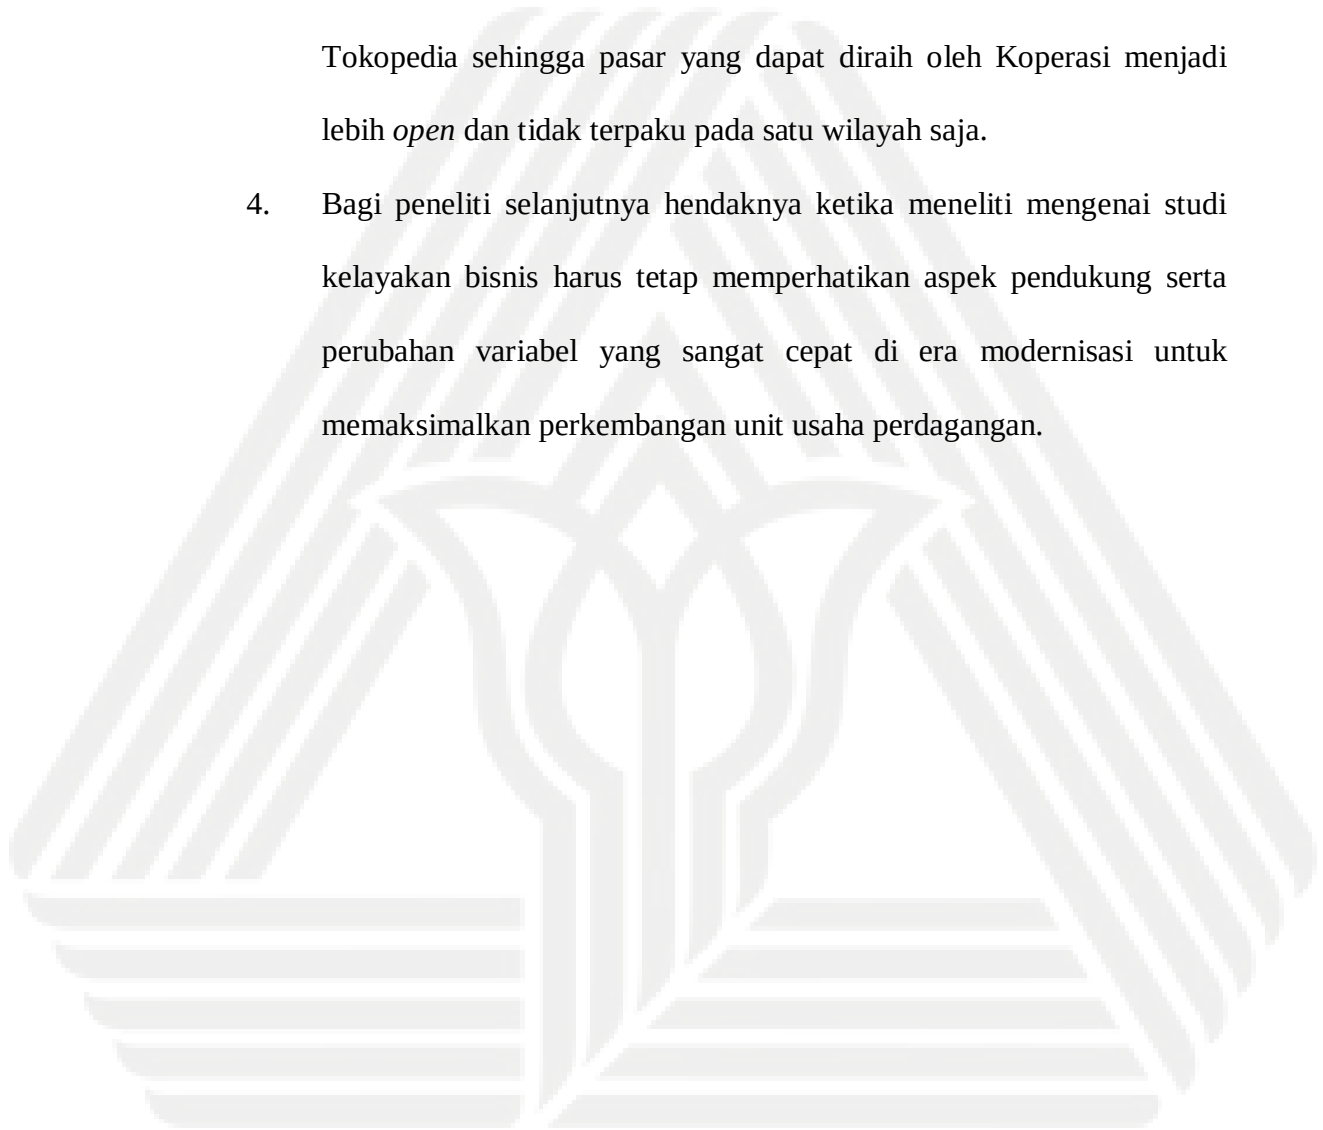 Tokopedia sehingga pasar yang dapat diraih oleh Koperasi menjadi
lebih open dan tidak terpaku pada satu wilayah saja.
4. Bagi peneliti selanjutnya hendaknya ketika meneliti mengenai studi
kelayakan bisnis harus tetap memperhatikan aspek pendukung serta
perubahan variabel yang sangat cepat di era modernisasi untuk
memaksimalkan perkembangan unit usaha perdagangan.